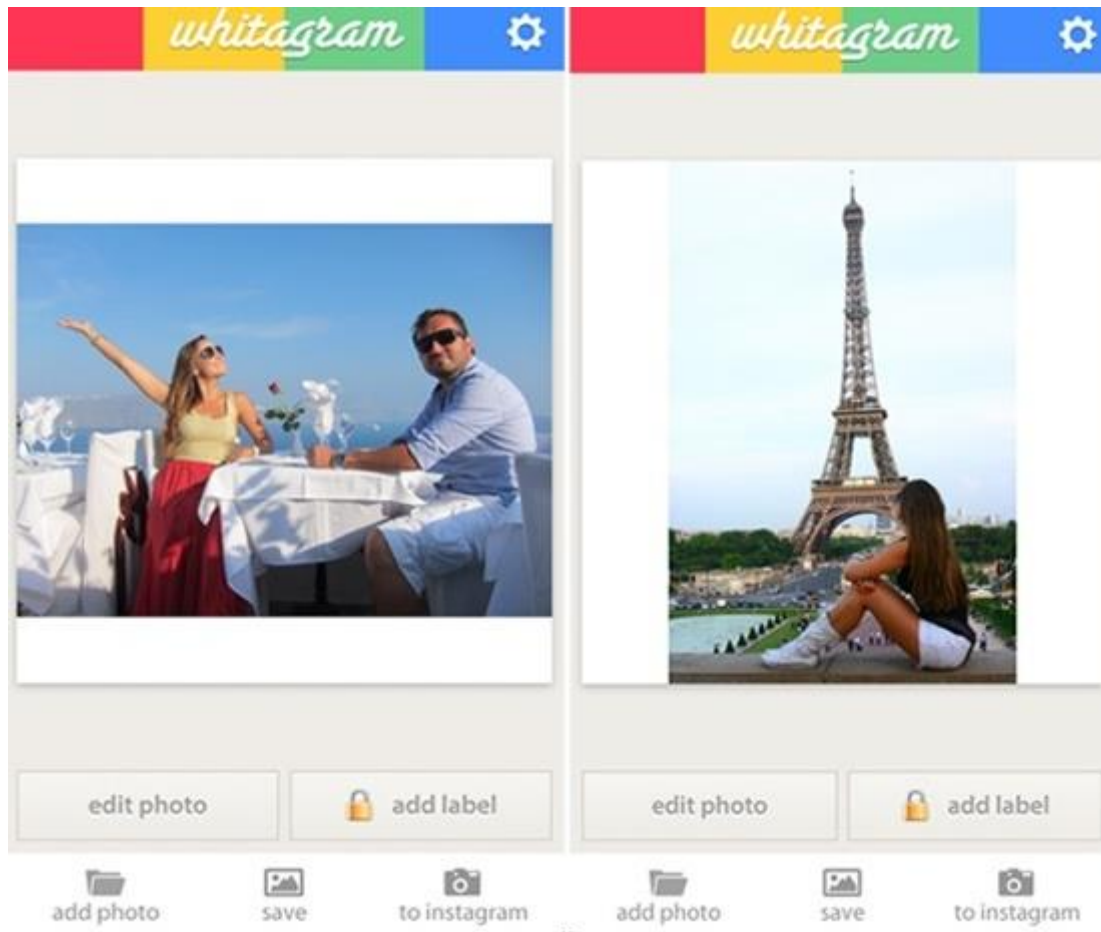 whitagram
edit photo
add label
add photo
save
to instagram
whitagram
edit photo
add label
add photo
save
to instagram